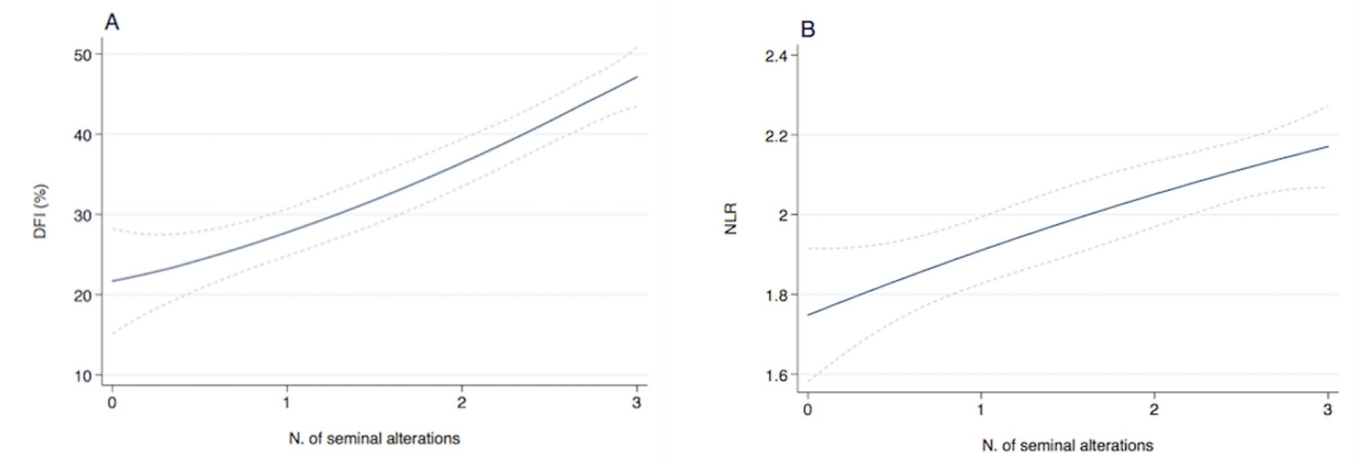 A
50
40
30
20
10
DFI (%)
0 1 2 3
N. of seminal alterations
B
2.4
2.2
2
1.8
1.6
NLR
0 1 2 3
N. of seminal alterations